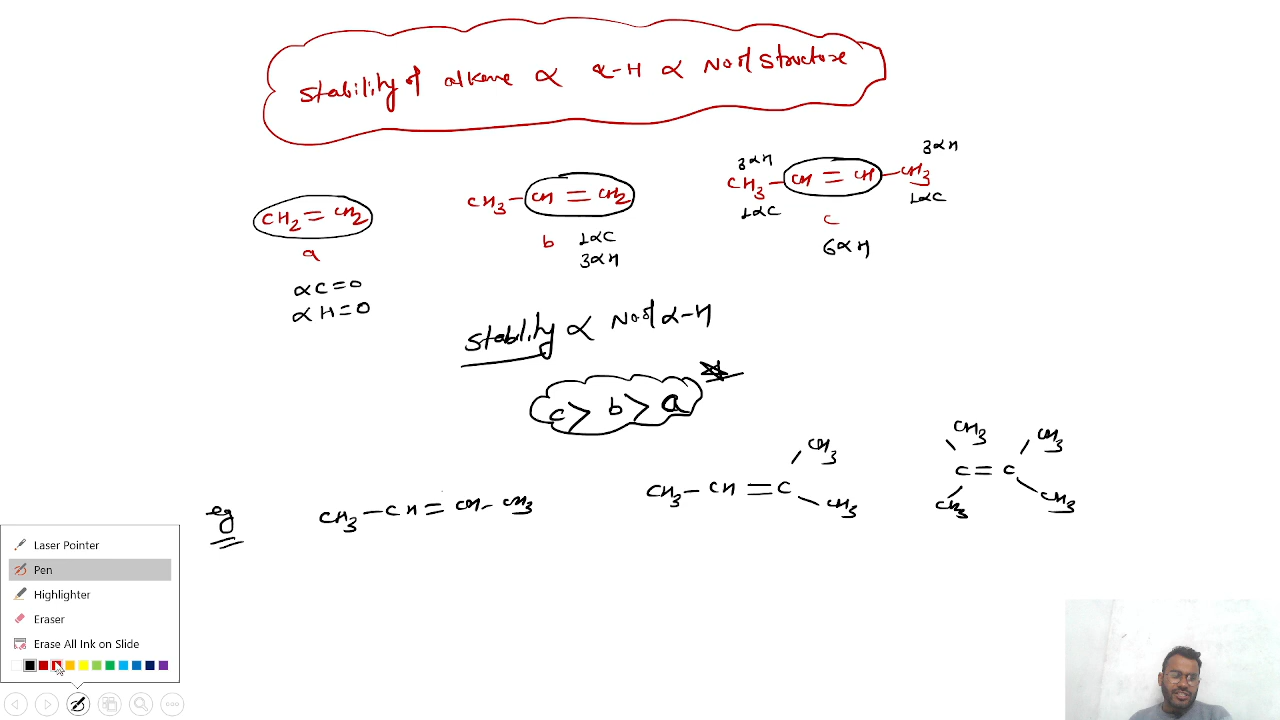 Stability of alkene ∝ α-H ∝ No of Structure
3αH
3αH
CH2=CH2
CH3-CH=CH2
CH3-CH=CH-CH3
1αC
1αC
a
b
c
αC=0
αH=0
1αC
3αH
6αH
Stability ∝ No of α-H
c > b > a
eg
CH3-CH=CH-CH3
CH3-CH=C
CH3
CH3
CH3
CH3
C=C
CH3
CH3
Laser Pointer
Pen
Highlighter
Eraser
Erase All Ink on Slide